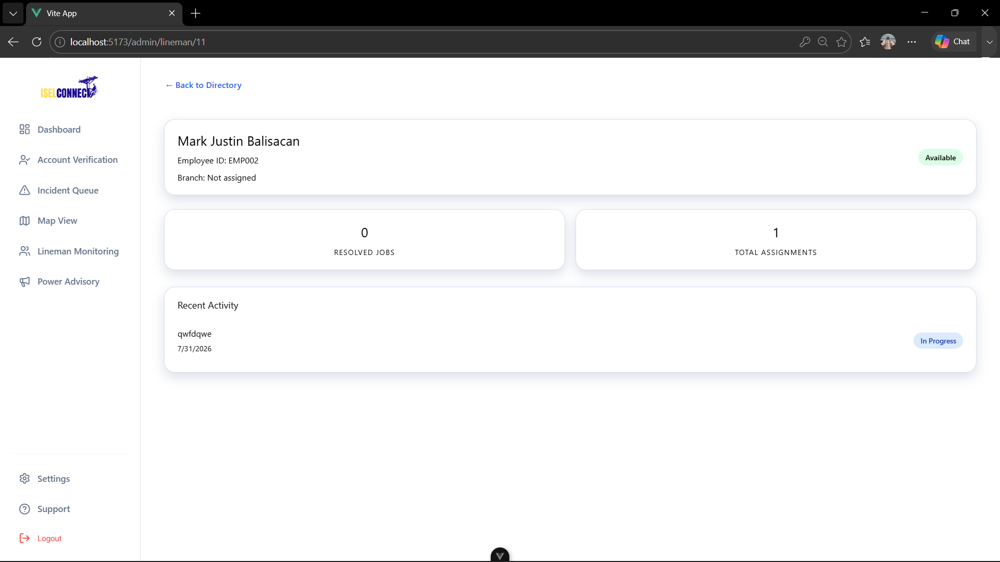 Vite App
localhost:5173/admin/lineman/11
Chat
ISELCONNECT
← Back to Directory
Dashboard
Account Verification
Incident Queue
Map View
Lineman Monitoring
Power Advisory
Settings
Support
Logout
Mark Justin Balisacan
Employee ID: EMP002
Branch: Not assigned
Available
0
RESOLVED JOBS
1
TOTAL ASSIGNMENTS
Recent Activity
qwfdqwe
7/31/2026
In Progress